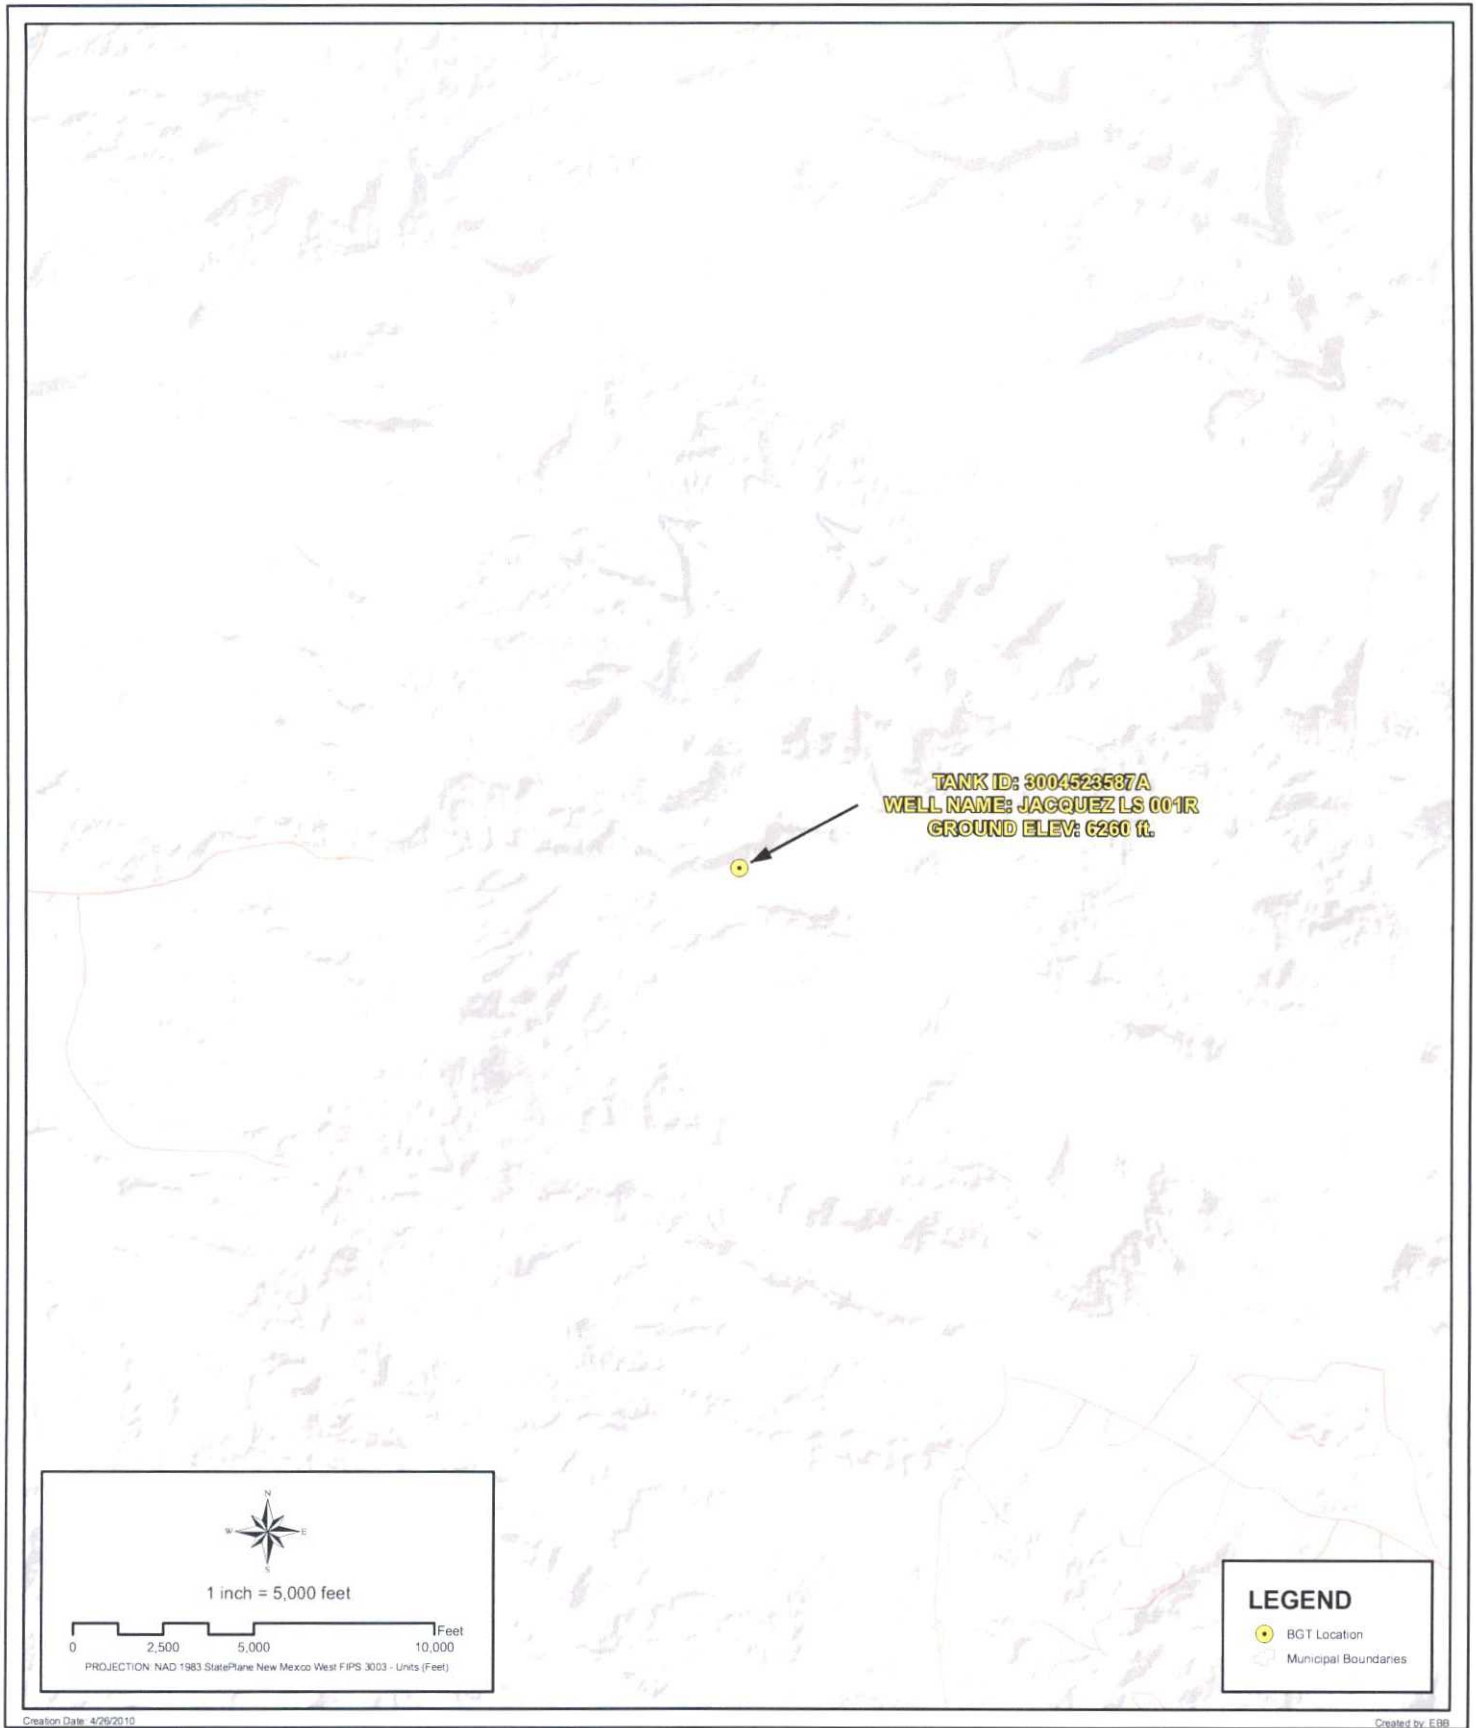 TANK ID: 3004523587A
WELL NAME: JACQUEZ LS 001R
GROUND ELEV: 6260 ft.
N
W E
S
1 inch = 5,000 feet
Feet
0 2,500 5,000 10,000
PROJECTION: NAD 1983 StatePlane New Mexico West FIPS 3003 - Units (Feet)
LEGEND
BGT Location
Municipal Boundaries
Creation Date: 4/26/2010
Created by: EBB